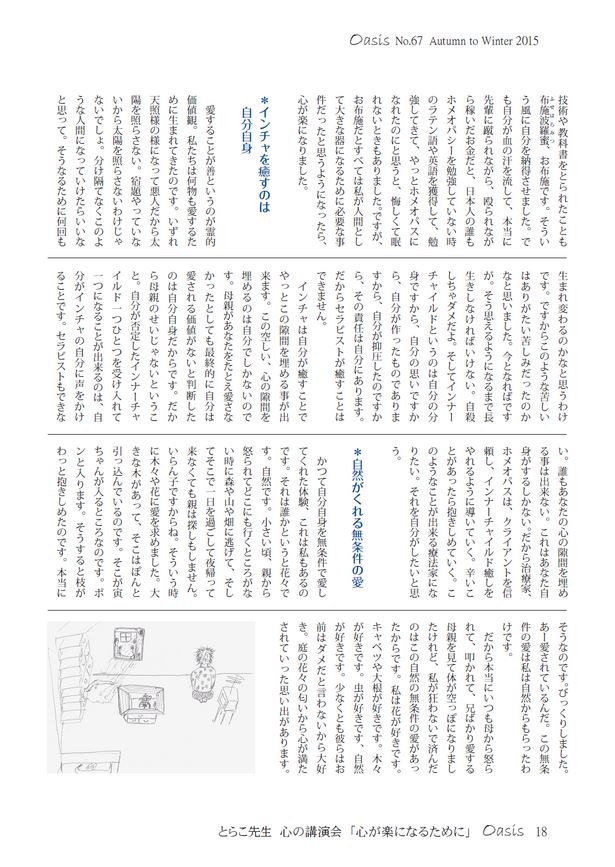 Oasis No.67 Autumn to Winter 2015
技術や教科書をとられたことも
布施波羅蜜、お布施です。そうい
う風に自分を納得させました。で
も自分が血の汗を流して、本当に
先輩に蹴られながら、殴られなが
ら稼いだお金だと、日本人の誰も
ホメオパシーを勉強していない時
のラテン語や英語を獲得して、勉
強してきて、やっとホメオパスに
なれたのにと思うと、悔しくて眠
れないときもありました。ですが、
お布施だとすべては私が人間とし
て大きな器になるために必要な事
件だったと思うようになったら、
心が楽になりました。
＊インチャを癒すのは
自分自身
愛することが善というのが霊的
価値観。私たちは何物も愛するた
めに生まれてきたのです。いずれ
天照様の様になって悪人だから太
陽を照らさない。宿題やっていな
いから太陽を照らさないわけじゃ
ないでしょ。分け隔てなくこのよ
うな人間になっていけたらいいな
と思って。そうなるために何回も
生まれ変わるのかなと思うわけ
です。ですからこのような苦しい
はありがたい苦しみだったのか
なと思いました。今となればです
が。そう思えるようになるまで長
生きしなければいけない。自殺
しちゃダメだよ。そしてインナー
チャイルドというのは自分の分
身ですから、自分の思いですか
ら、自分が作ったものでありま
すから、自分が抑圧したのですか
ら、その責任は自分にあります。
だからセラピストが癒すことは
できません。
インチャは自分が癒すことで
やっとこの隙間を埋める事が出
来ます。この空しい、心の隙間を
埋めるのは自分でしかないので
す。母親があなたをたとえ愛さな
かったとしても最終的に自分は
愛される価値がないと判断した
のは自分自身だからです。だか
ら母親のせいじゃないというこ
と。自分が否定したインナーチャ
イルド一つひとつを受け入れて
一つになることが出来るのは、自
分がインチャの自分に声をかけ
ることです。セラピストもできな
い。誰もあなたの心の隙間を埋め
る事は出来ない。これはあなた自
身がするしかない。だから治療家、
ホメオパスは、クライアントを信
頼し、インナーチャイルド癒しを
やれるように導いていく。辛いこ
とがあったら抱きしめていく。こ
のようなことが出来る療法家にな
りたい。それを自分がしたいと思
う。
＊自然がくれる無条件の愛
かつて自分自身を無条件で愛し
てくれた体験、これは私もあるの
です。それは誰かというと花々で
す。自然です。小さい頃、親から
怒られてどこにも行くところがな
い時に森や山や畑に逃げて、そし
てそこで一日を過ごして夜帰って
来なくても親は探しもしません。
いらん子ですからね。そういう時
に木々や花に愛を求めました。大
きな木があって、そこはぽんと
引っ込んでいるのです。そこが寅
ちゃんが入るところなのです。ポ
ンと入ります。そうすると枝が
わっと抱きしめたのです。本当に
そうなのです。びっくりしました。
あー愛されているんだ。この無条
件の愛は私は自然からもらったわ
けです。
だから本当にいつも母から怒ら
れて、叩かれて、兄ばかり愛する
母親を見て体が空っぽになりまし
たけれど、私が狂わないで済んだ
のはこの自然の無条件の愛があっ
たからです。私は花が好きです。
キャベツや大根が好きです。木々
が好きです。虫が好きです、自然
が好きです。少なくとも彼らはお
前はダメだと言わないから大好
き。庭の花々の匂いから心が満た
されていった思い出があります。
とらこ先生 心の講演会「心が楽になるために」 Oasis 18